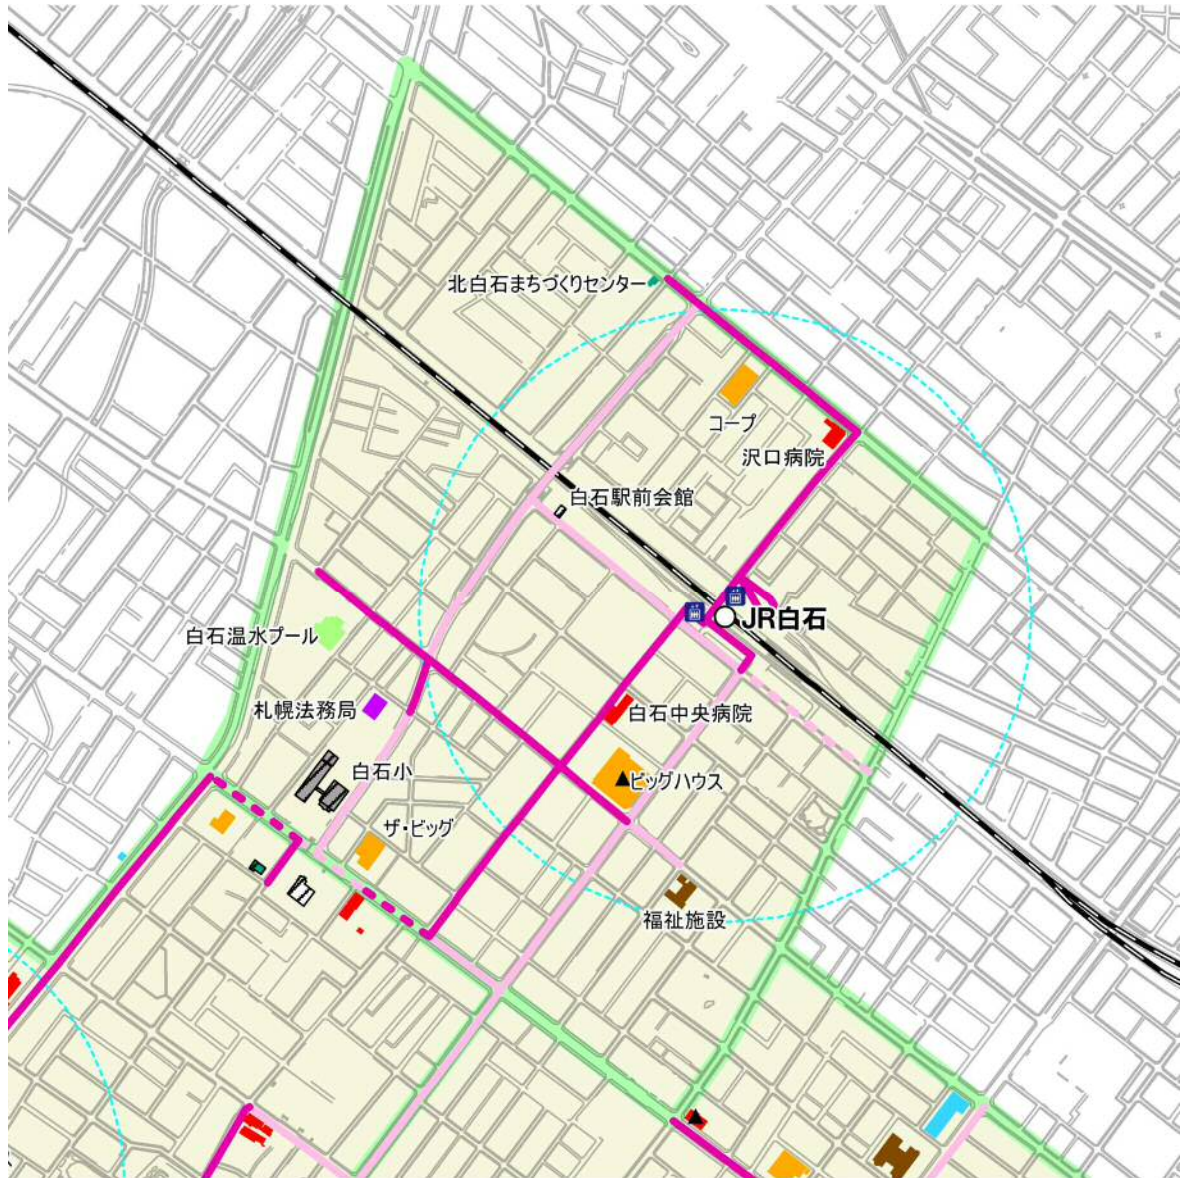 北白石まちづくりセンター
コープ
沢口病院
白石駅前会館
JR白石
白石温水プール
札幌法務局
白石中央病院
白石小
ビッグハウス
ザ・ビッグ
福祉施設